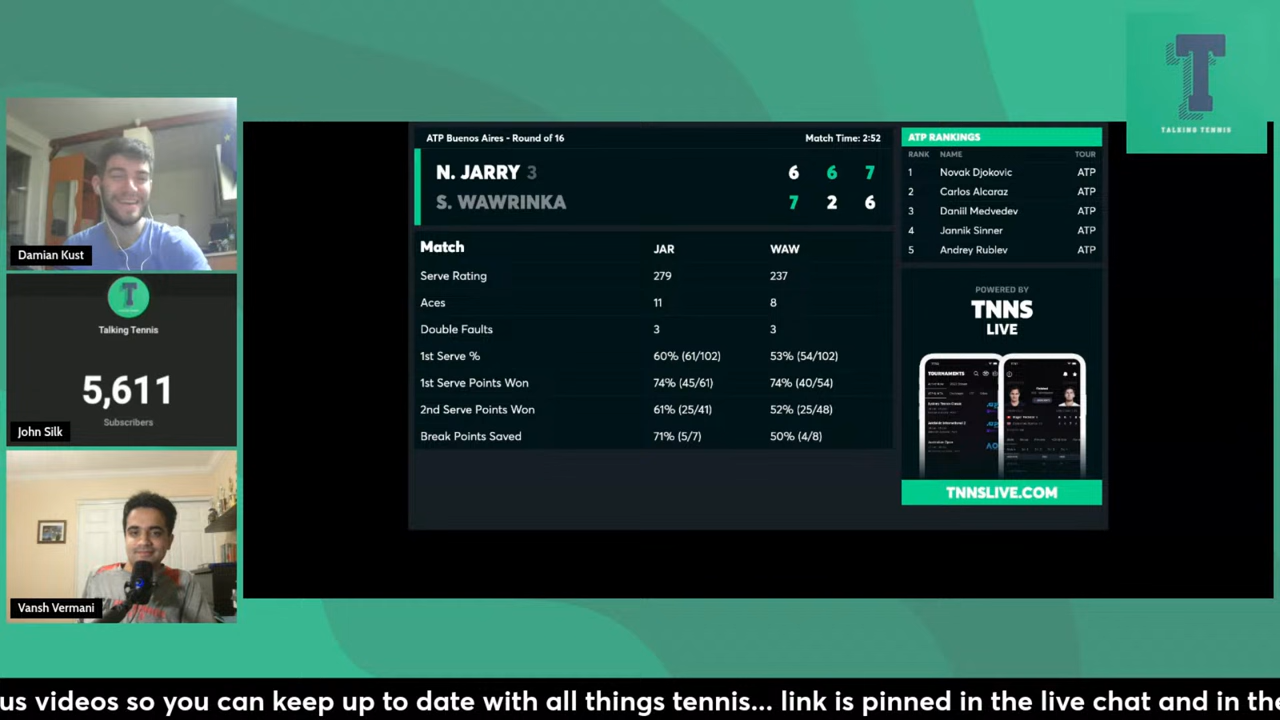 T
TALKING TENNIS
Damian Kust
T
Talking Tennis
5,611
Subscribers
John Silk
Vansh Vermani
ATP Buenos Aires - Round of 16 Match Time: 2:52
N. JARRY 3 6 6 7
S. WAWRINKA 7 2 6
Match JAR WAW
Serve Rating 279 237
Aces 11 8
Double Faults 3 3
1st Serve % 60% (61/102) 53% (54/102)
1st Serve Points Won 74% (45/61) 74% (40/54)
2nd Serve Points Won 61% (25/41) 52% (25/48)
Break Points Saved 71% (5/7) 50% (4/8)
ATP RANKINGS
RANK NAME TOUR
1 Novak Djokovic ATP
2 Carlos Alcaraz ATP
3 Daniil Medvedev ATP
4 Jannik Sinner ATP
5 Andrey Rublev ATP
POWERED BY
TNNS
LIVE
TOURNAMENTS
TNNSLIVE.COM
us videos so you can keep up to date with all things tennis... link is pinned in the live chat and in the